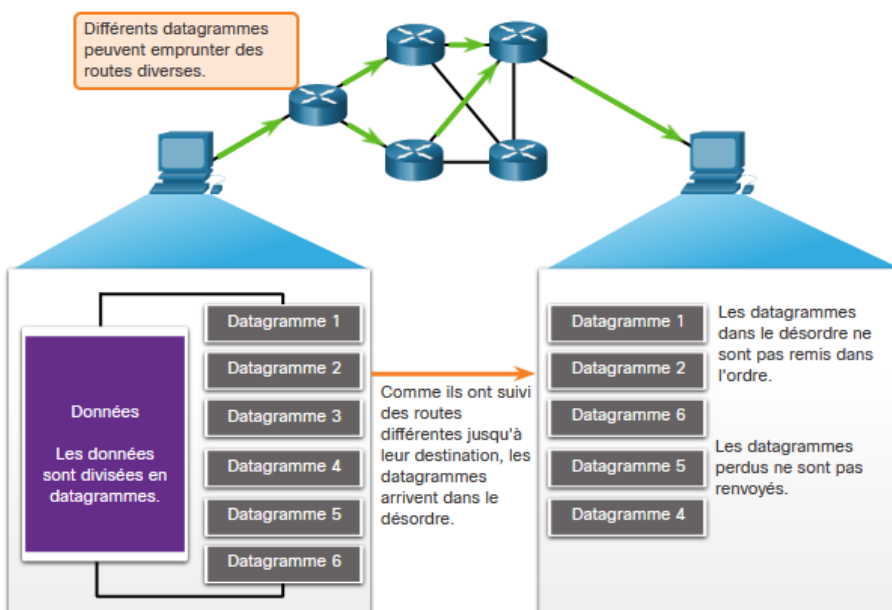 Différents datagrammes
peuvent emprunter des
routes diverses.
Données
Les données
sont divisées en
datagrammes.
Datagramme 1
Datagramme 2
Datagramme 3
Datagramme 4
Datagramme 5
Datagramme 6
Comme ils ont suivi
des routes
différentes jusqu'à
leur destination, les
datagrammes
arrivent dans le
désordre.
Datagramme 1
Datagramme 2
Datagramme 6
Datagramme 5
Datagramme 4
Les datagrammes
dans le désordre ne
sont pas remis dans
l'ordre.
Les datagrammes
perdus ne sont pas
renvoyés.